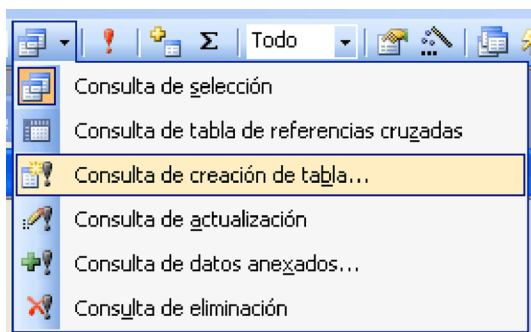 Σ Todo
Consulta de selección
Consulta de tabla de referencias cruzadas
Consulta de creación de tabla...
Consulta de actualización
Consulta de datos anexados...
Consulta de eliminación